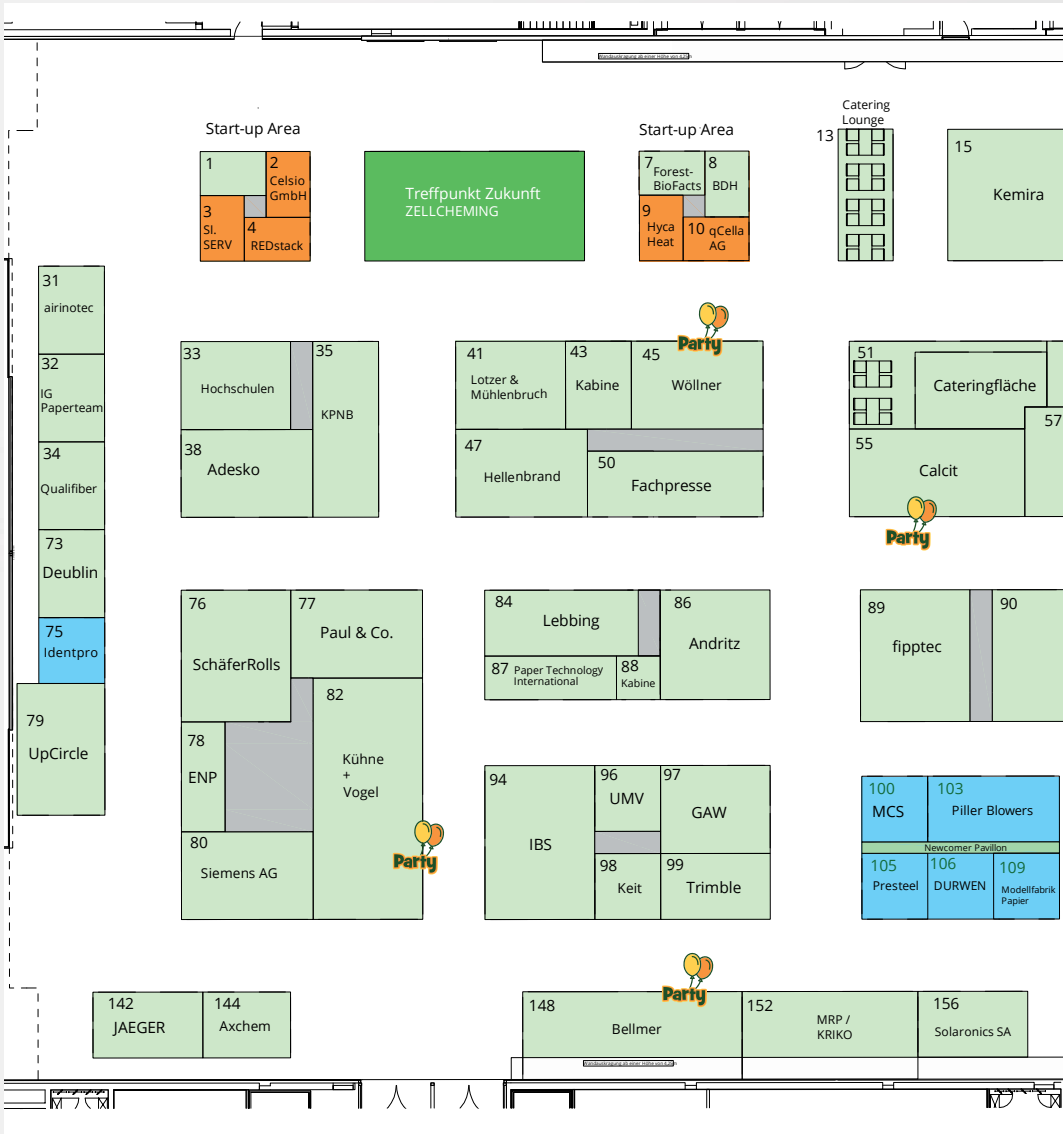 Wandauskragung ab einer Höhe von 4,26m
Catering
Lounge
Start-up Area
Start-up Area
13
1
2
Celsio
GmbH
3
SI.
SERV
4
REDstack
Treffpunkt Zukunft
ZELLCHEMING
7
Forest-
BioFacts
8
BDH
9
Hyca
Heat
10 qCella
AG
15
Kemira
31
airinotec
32
IG
Paperteam
34
Qualifiber
73
Deublin
75
Identpro
79
UpCircle
33
Hochschulen
35
KPNB
38
Adesko
Party
41
Lotzer &
Mühlenbruch
43
Kabine
45
Wöllner
47
Hellenbrand
50
Fachpresse
51
Cateringfläche
57
55
Calcit
Party
76
SchäferRolls
77
Paul & Co.
78
ENP
82
Kühne
+
Vogel
80
Siemens AG
Party
84
Lebbing
86
Andritz
87 Paper Technology
International
88
Kabine
89
fipptec
90
94
IBS
96
UMV
97
GAW
98
Keit
99
Trimble
100
MCS
103
Piller Blowers
Newcomer Pavillon
105
Presteel
106
DURWEN
109
Modellfabrik
Papier
142
JAEGER
144
Axchem
Party
148
Bellmer
152
MRP /
KRIKO
156
Solaronics SA